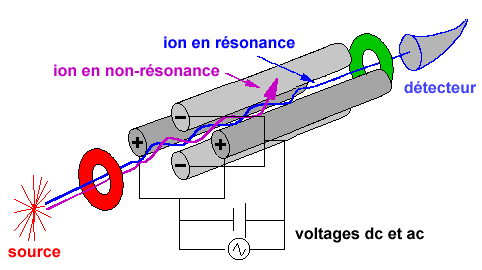 ion en résonance
ion en non-résonance
détecteur
−
+
+
−
voltages dc et ac
source